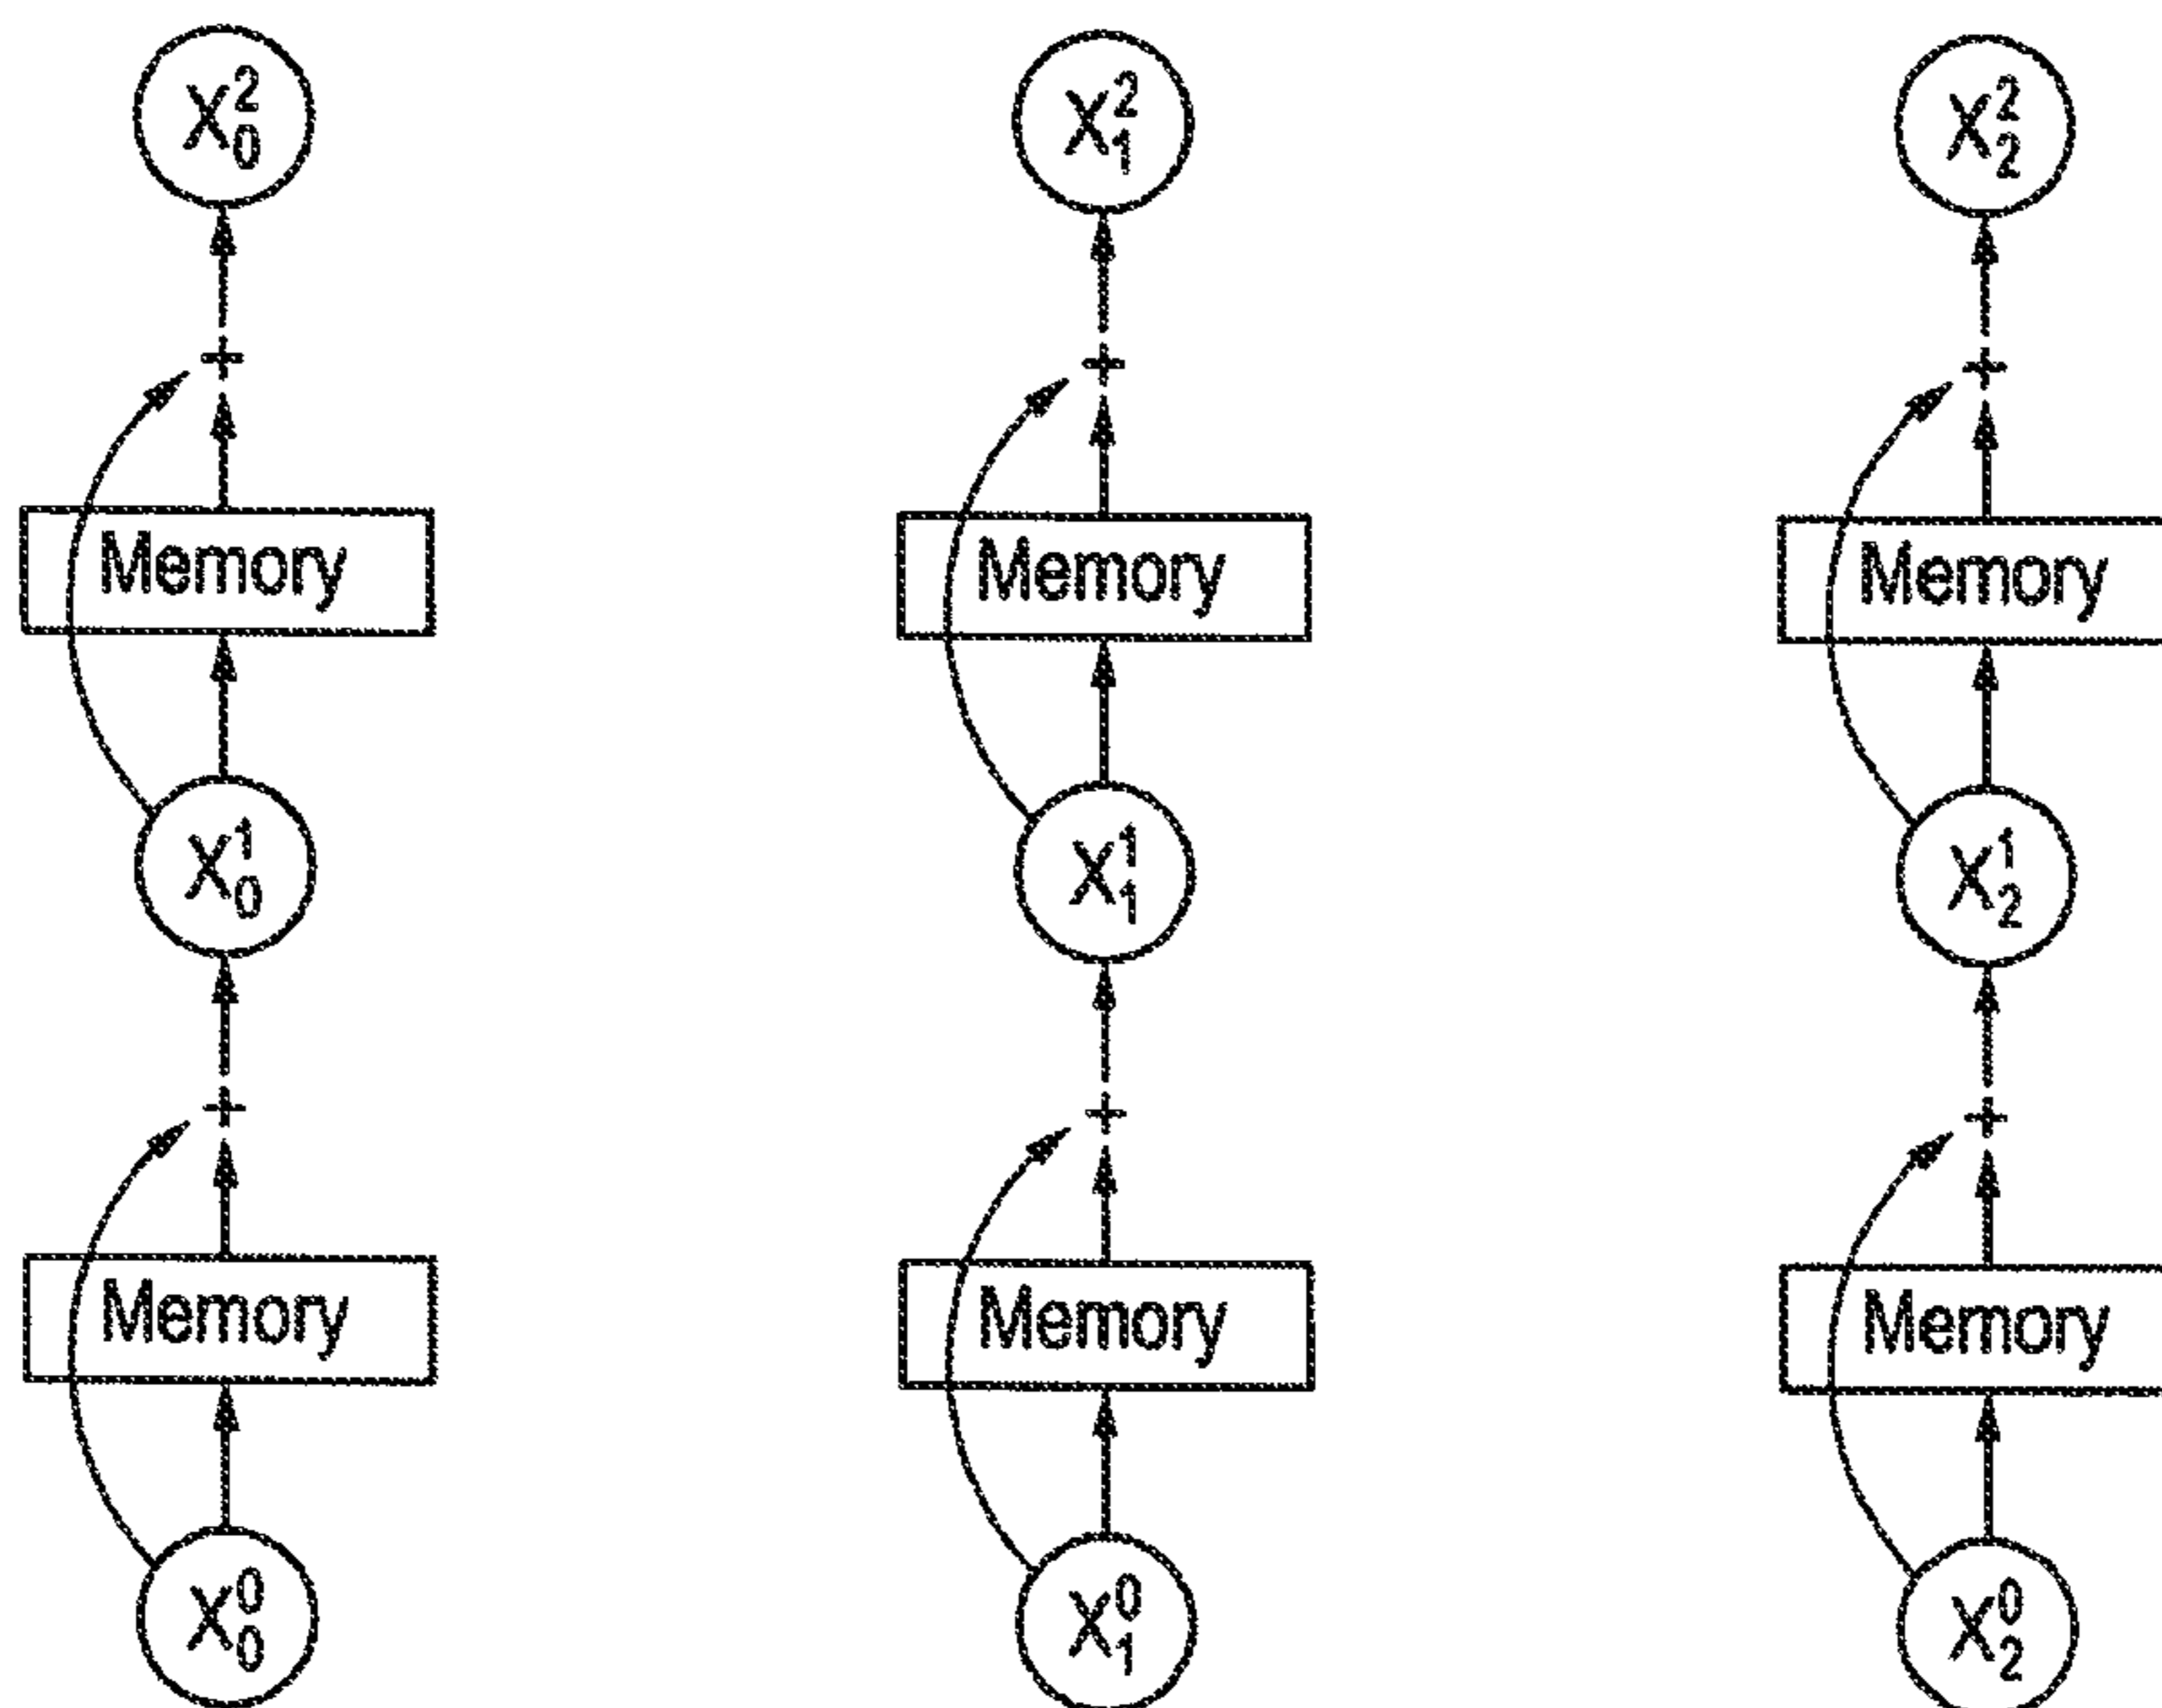 X₀² X₁² X₂²
+ + +
Memory Memory Memory
X₀¹ X₁¹ X₂¹
+ + +
Memory Memory Memory
X₀⁰ X₁⁰ X₂⁰